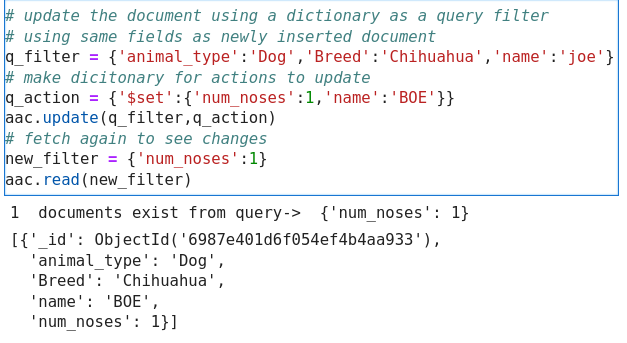 # update the document using a dictionary as a query filter
# using same fields as newly inserted document
q_filter = {'animal_type':'Dog','Breed':'Chihuahua','name':'joe'}
# make dicitonary for actions to update
q_action = {'$set':{'num_noses':1,'name':'BOE'}}
aac.update(q_filter,q_action)
# fetch again to see changes
new_filter = {'num_noses':1}
aac.read(new_filter)
1  documents exist from query->  {'num_noses': 1}
[{'_id': ObjectId('6987e401d6f054ef4b4aa933'),
  'animal_type': 'Dog',
  'Breed': 'Chihuahua',
  'name': 'BOE',
  'num_noses': 1}]